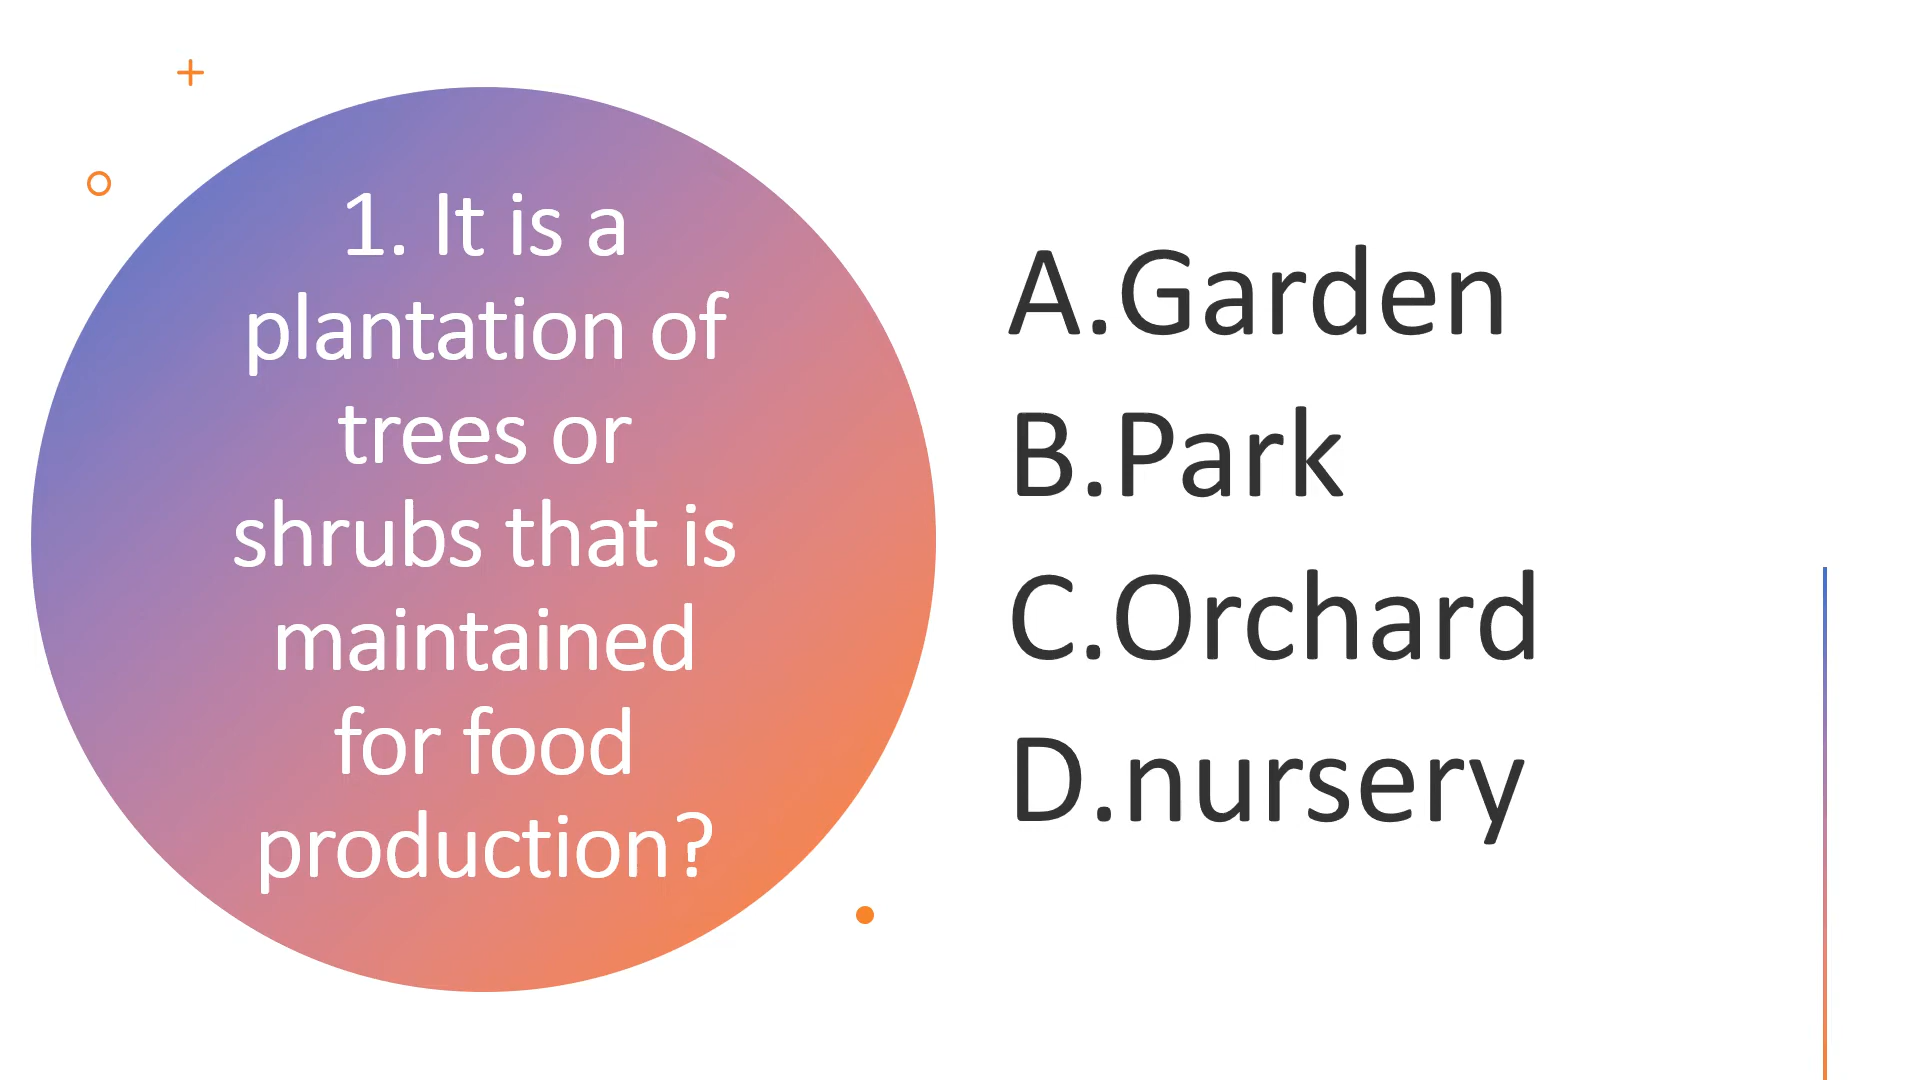 1. It is a
plantation of
trees or
shrubs that is
maintained
for food
production?
A.Garden
B.Park
C.Orchard
D.nursery